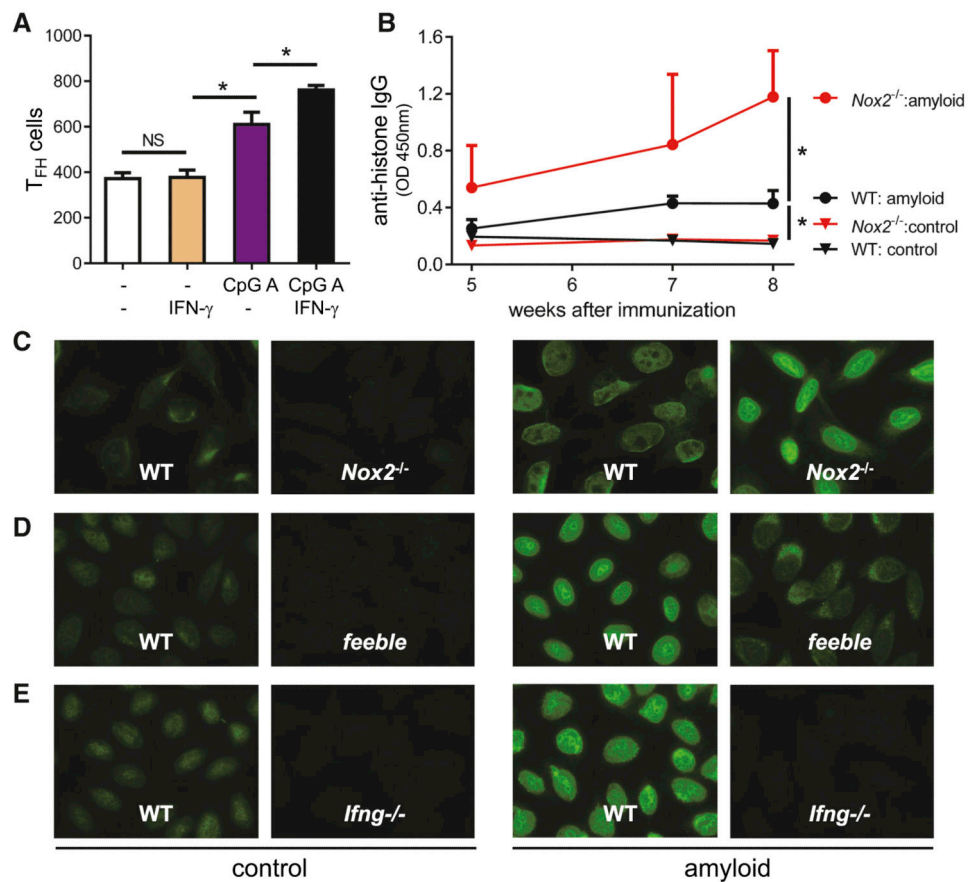 A
T_FH cells
1000
800
600
400
200
0
NS
*
*
- - CpG A CpG A
- IFN-γ - IFN-γ
B
anti-histone IgG
(OD 450nm)
1.6
1.2
0.8
0.4
0.0
5 6 7 8
weeks after immunization
*
*
Nox2-/-:amyloid
WT: amyloid
Nox2-/-:control
WT: control
C
WT Nox2-/- WT Nox2-/-
D
WT feeble WT feeble
E
WT Ifng-/- WT Ifng-/-
control amyloid